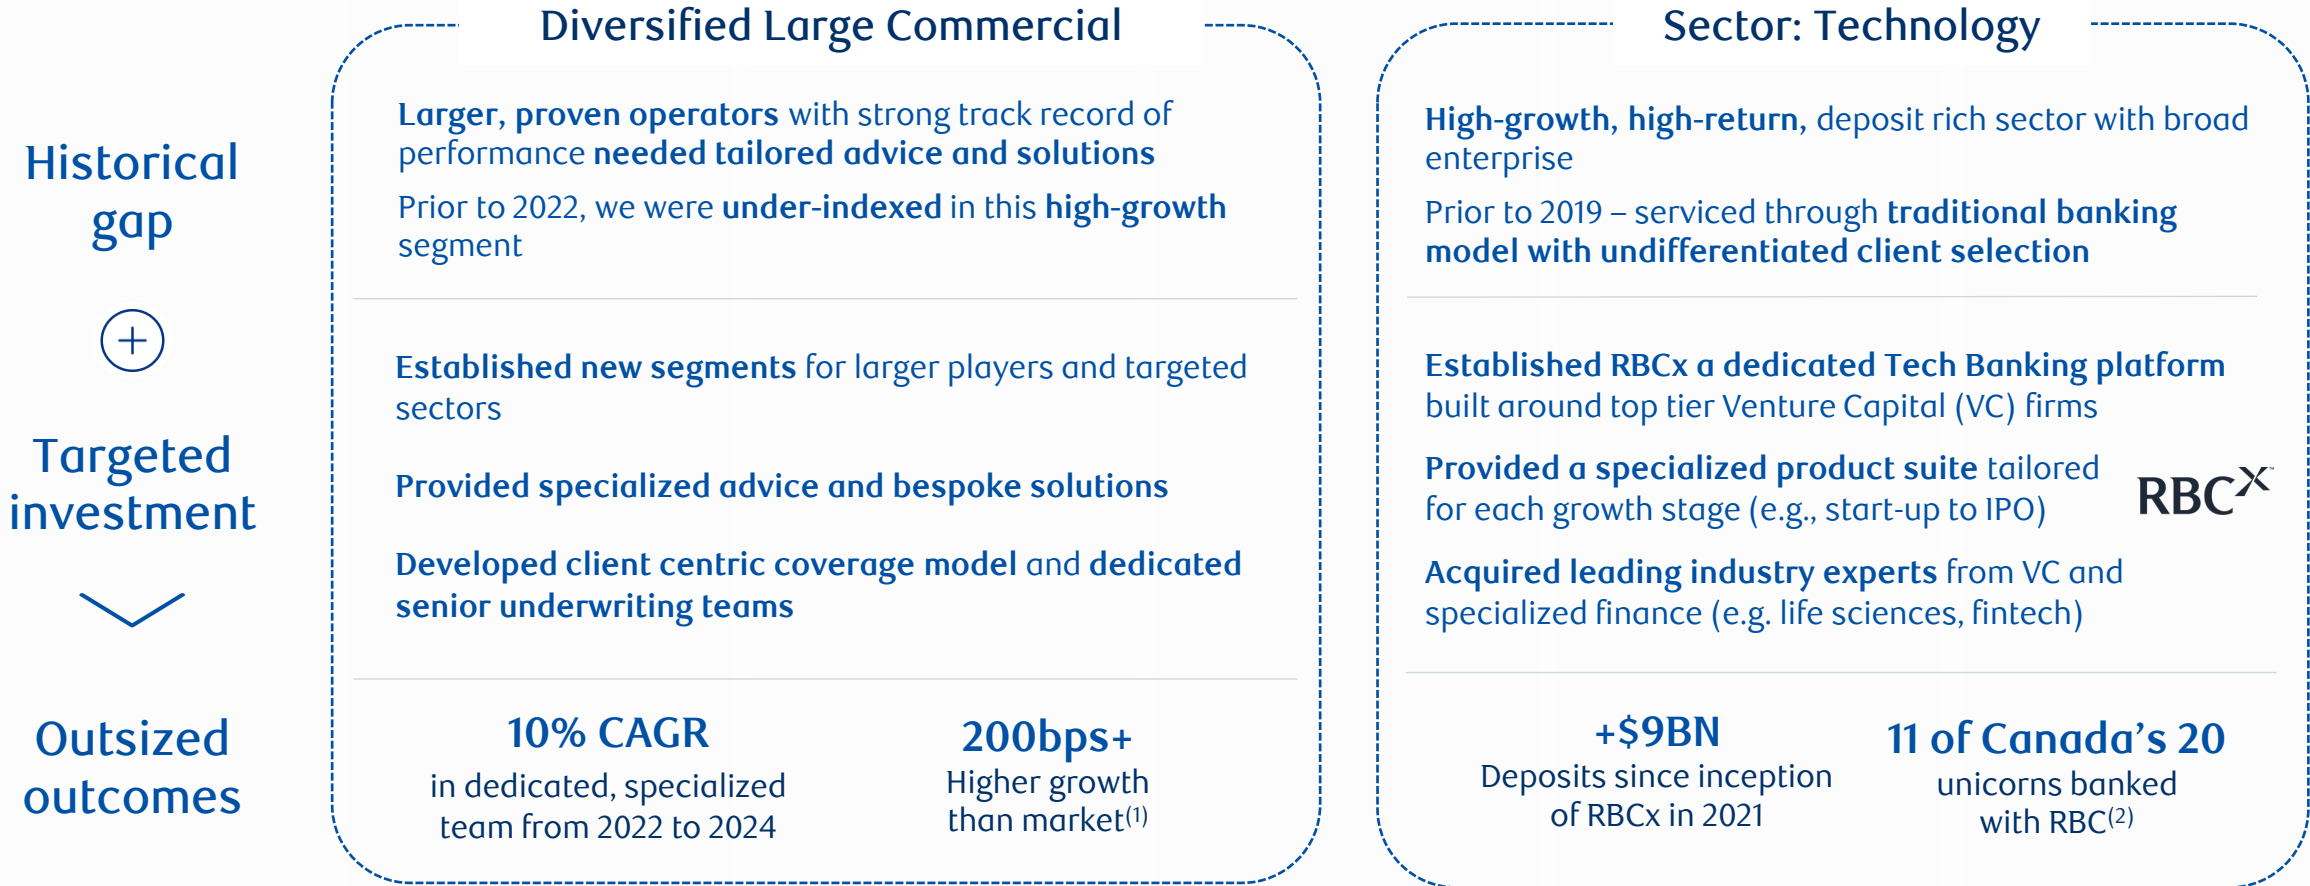 Diversified Large Commercial
Sector: Technology
Historical
gap
Larger, proven operators with strong track record of
performance needed tailored advice and solutions
Prior to 2022, we were under-indexed in this high-growth
segment
High-growth, high-return, deposit rich sector with broad
enterprise
Prior to 2019 – serviced through traditional banking
model with undifferentiated client selection
+
Targeted
investment
Established new segments for larger players and targeted
sectors
Provided specialized advice and bespoke solutions
Developed client centric coverage model and dedicated
senior underwriting teams
Established RBCx a dedicated Tech Banking platform
built around top tier Venture Capital (VC) firms
Provided a specialized product suite tailored
for each growth stage (e.g., start-up to IPO)
RBCX™
Acquired leading industry experts from VC and
specialized finance (e.g. life sciences, fintech)
Outsized
outcomes
10% CAGR
in dedicated, specialized
team from 2022 to 2024
200bps+
Higher growth
than market(1)
+$9BN
Deposits since inception
of RBCx in 2021
11 of Canada’s 20
unicorns banked
with RBC(2)